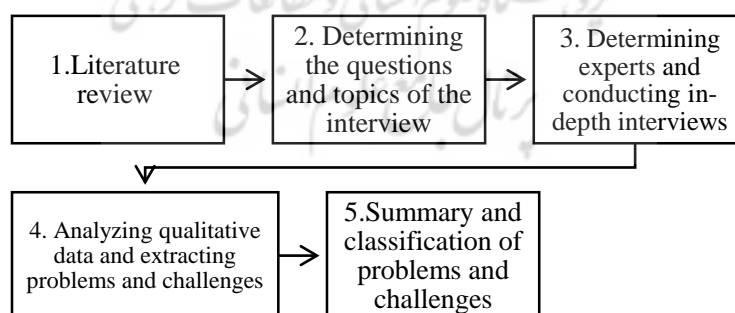 1.Literature
review
2. Determining
the questions
and topics of the
interview
3. Determining
experts and
conducting in-
depth interviews
4. Analyzing qualitative
data and extracting
problems and challenges
5.Summary and
classification of
problems and
challenges